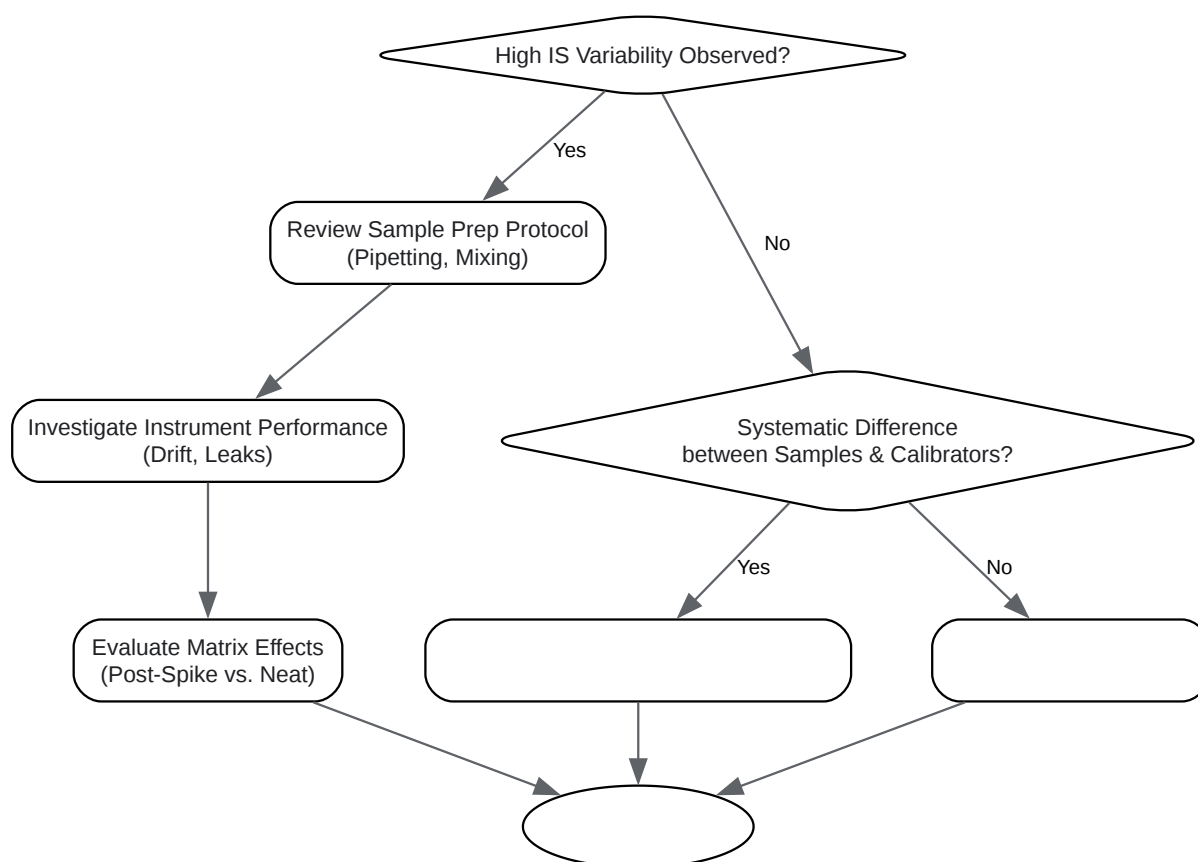 High IS Variability Observed?
Yes
Review Sample Prep Protocol
(Pipetting, Mixing)
No
Investigate Instrument Performance
(Drift, Leaks)
Systematic Difference
between Samples & Calibrators?
Yes
No
Evaluate Matrix Effects
(Post-Spike vs. Neat)